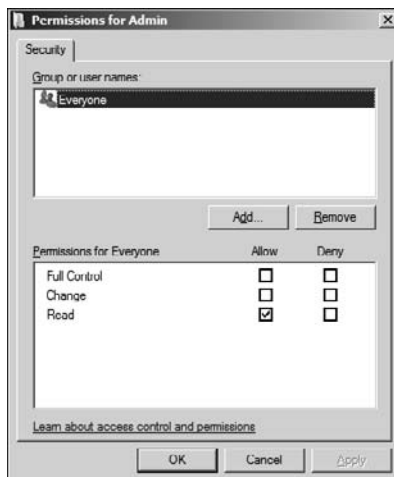 Permissions for Admin
Security
Group or user names:
Everyone
Add...
Remove
Permissions for Everyone Allow Deny
Full Control
Change
Read
Learn about access control and permissions
OK
Cancel
Apply